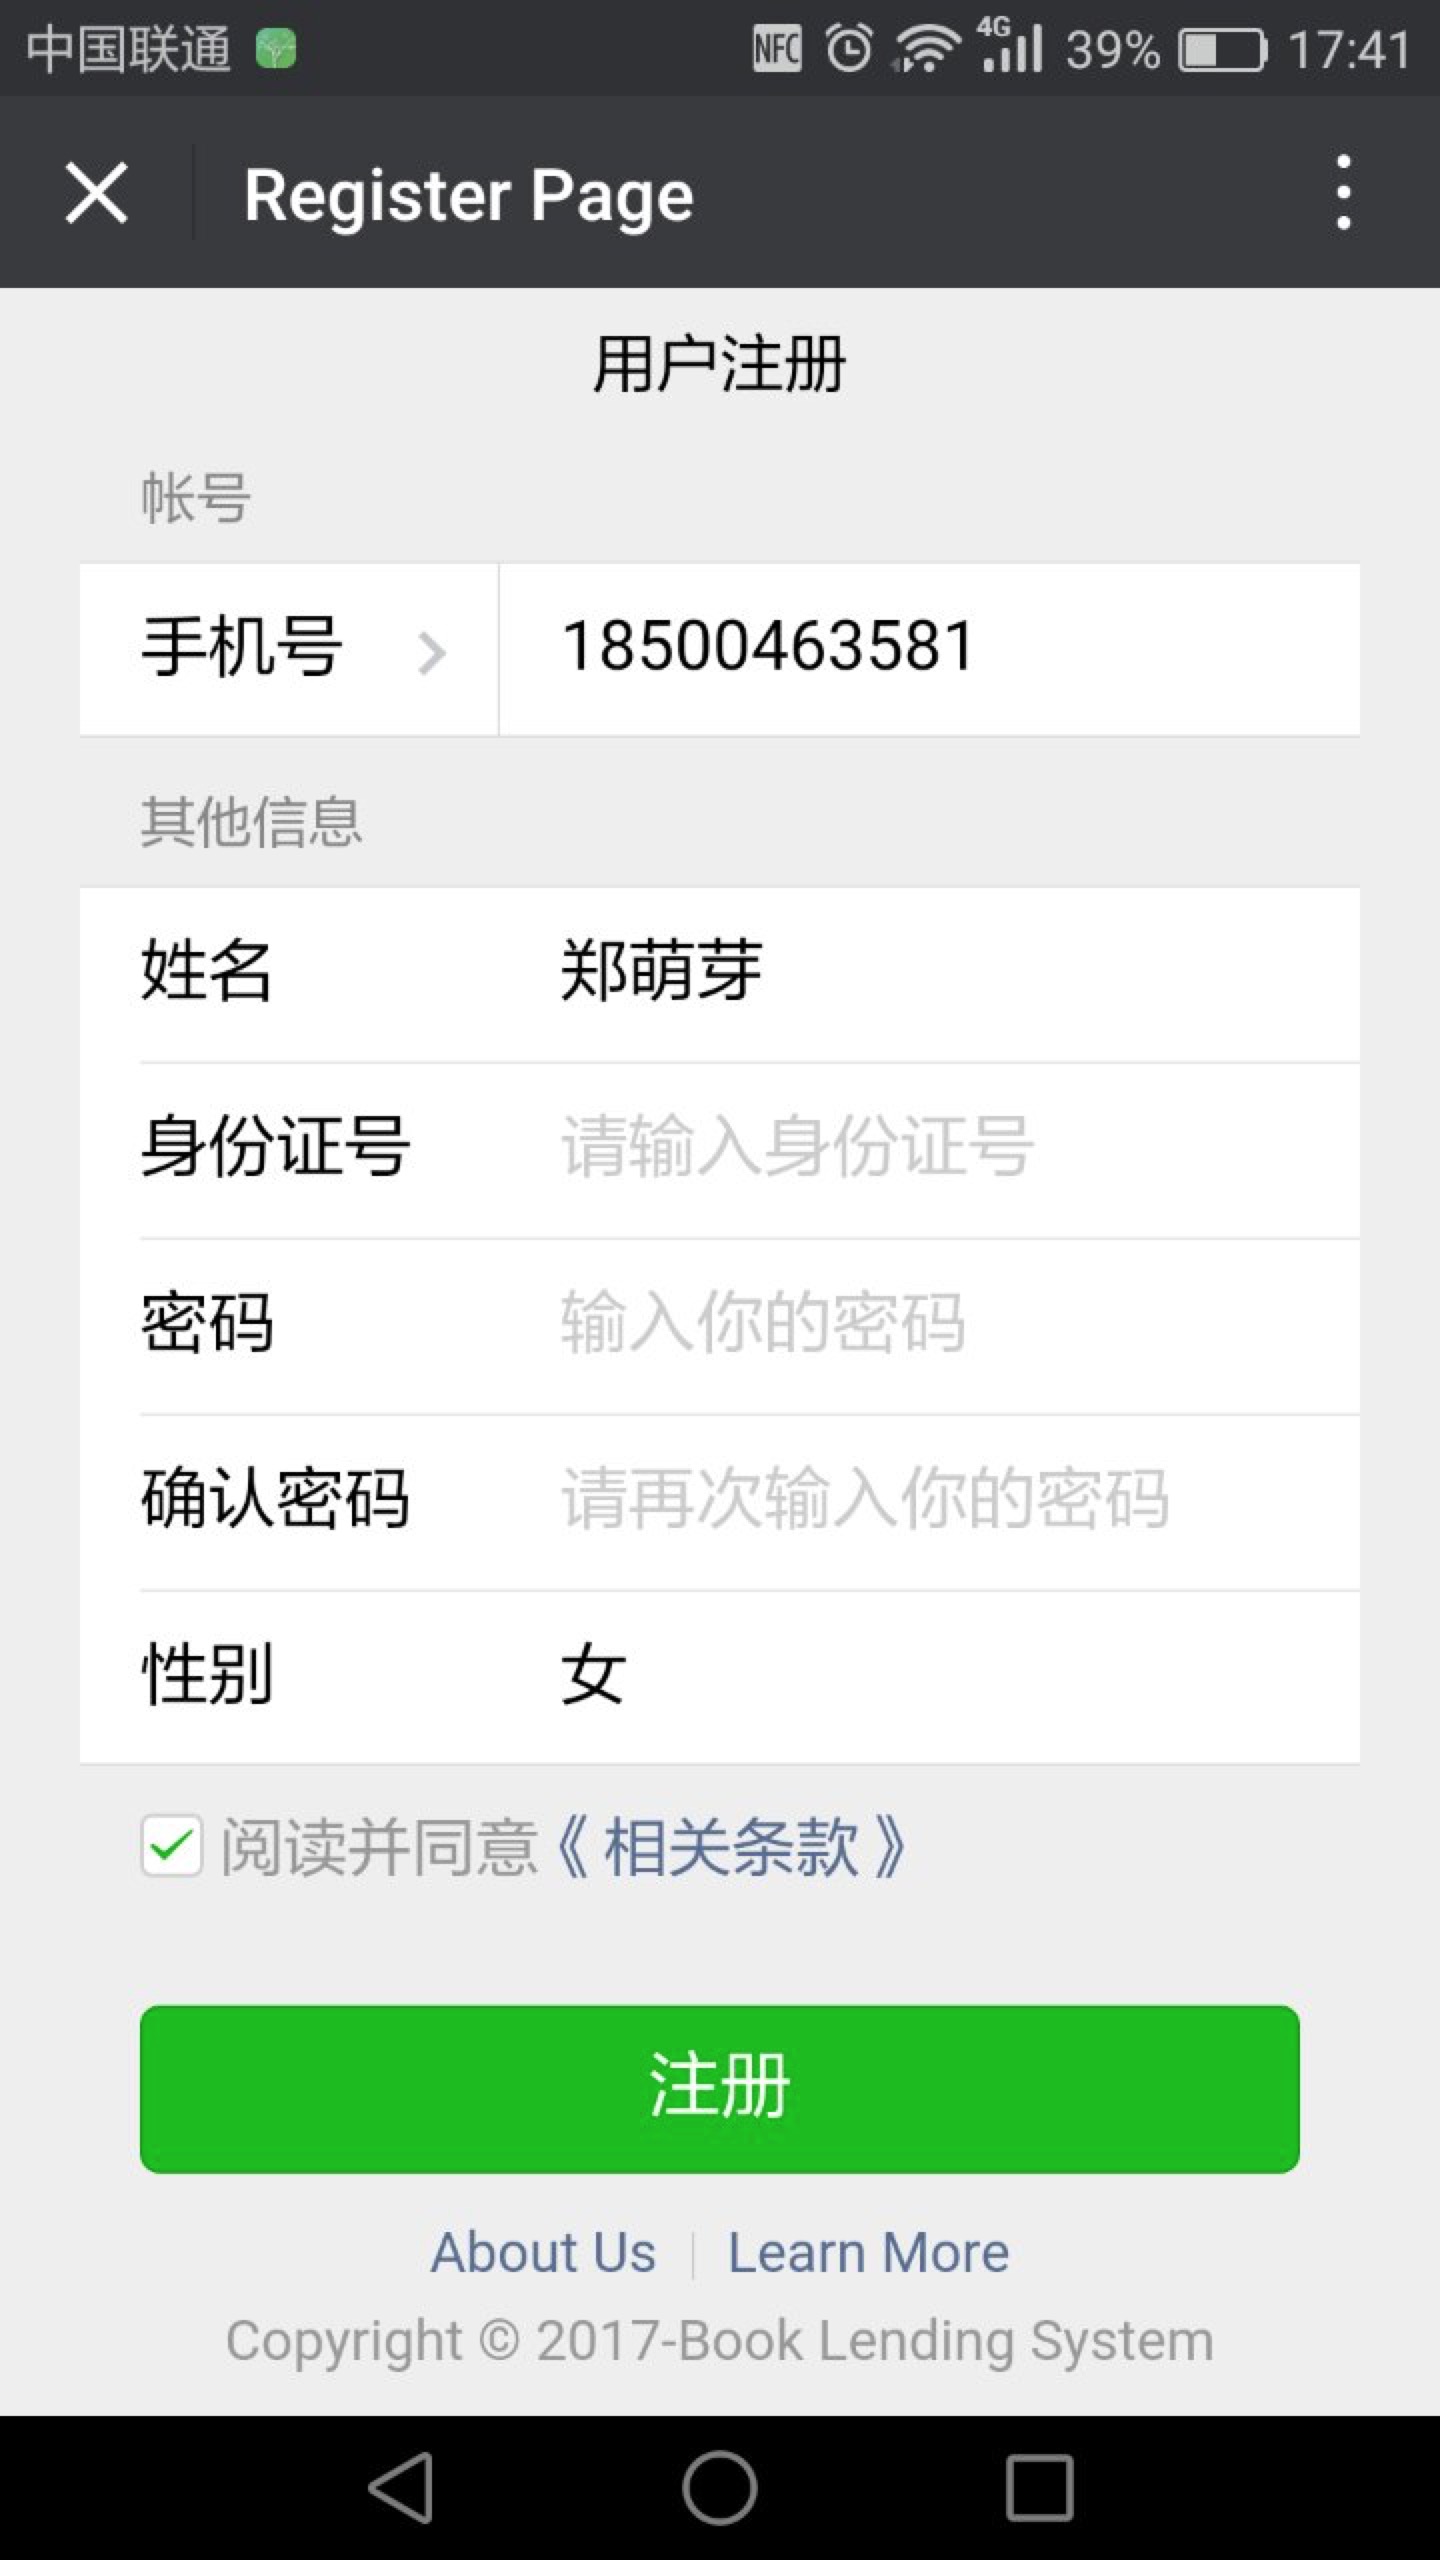 中国联通 NFC 4G 39% 17:41
Register Page
用户注册
帐号
手机号 18500463581
其他信息
姓名 郑萌芽
身份证号 请输入身份证号
密码 输入你的密码
确认密码 请再次输入你的密码
性别 女
阅读并同意《相关条款》
注册
About Us | Learn More
Copyright © 2017-Book Lending System